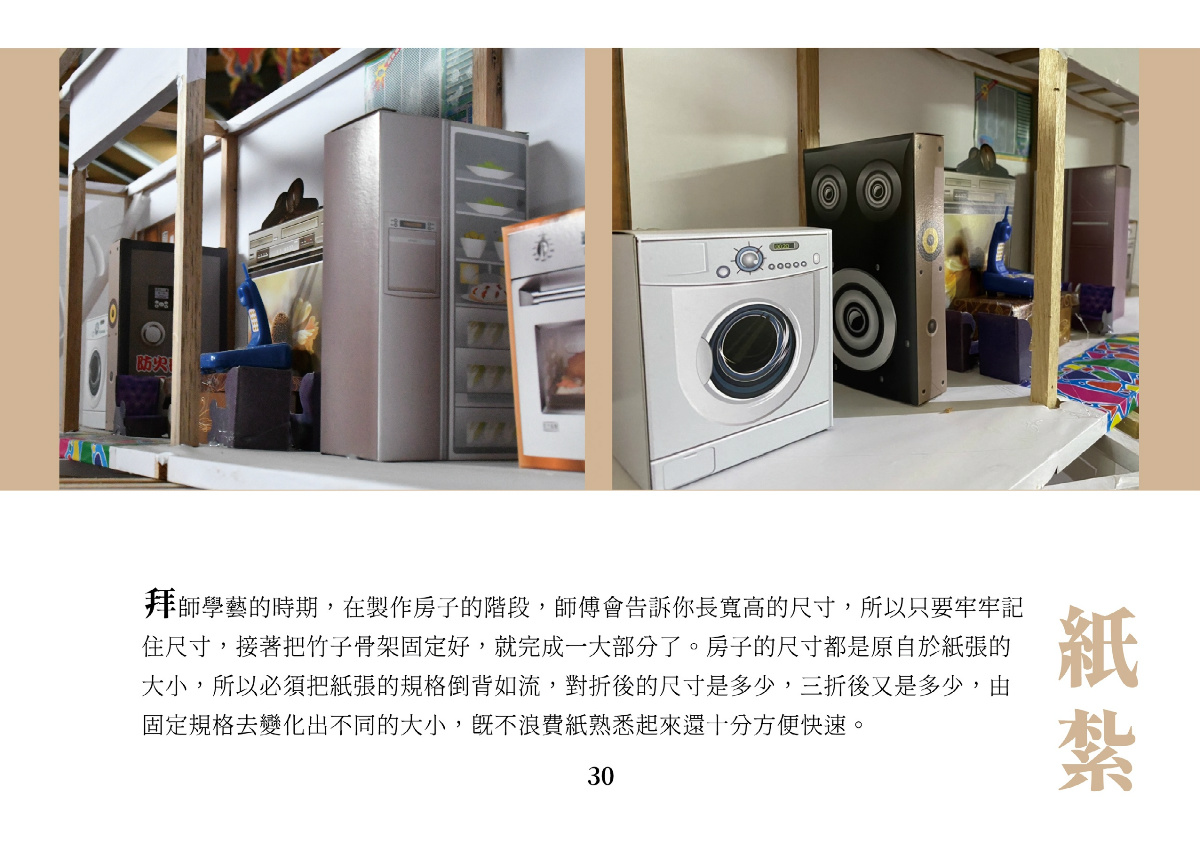 防火
拜師學藝的時期，在製作房子的階段，師傅會告訴你長寬高的尺寸，所以只要牢牢記
住尺寸，接著把竹子骨架固定好，就完成一大部分了。房子的尺寸都是原自於紙張的
大小，所以必須把紙張的規格倒背如流，對折後的尺寸是多少，三折後又是多少，由
固定規格去變化出不同的大小，既不浪費紙熟悉起來還十分方便快速。
紙紮
30